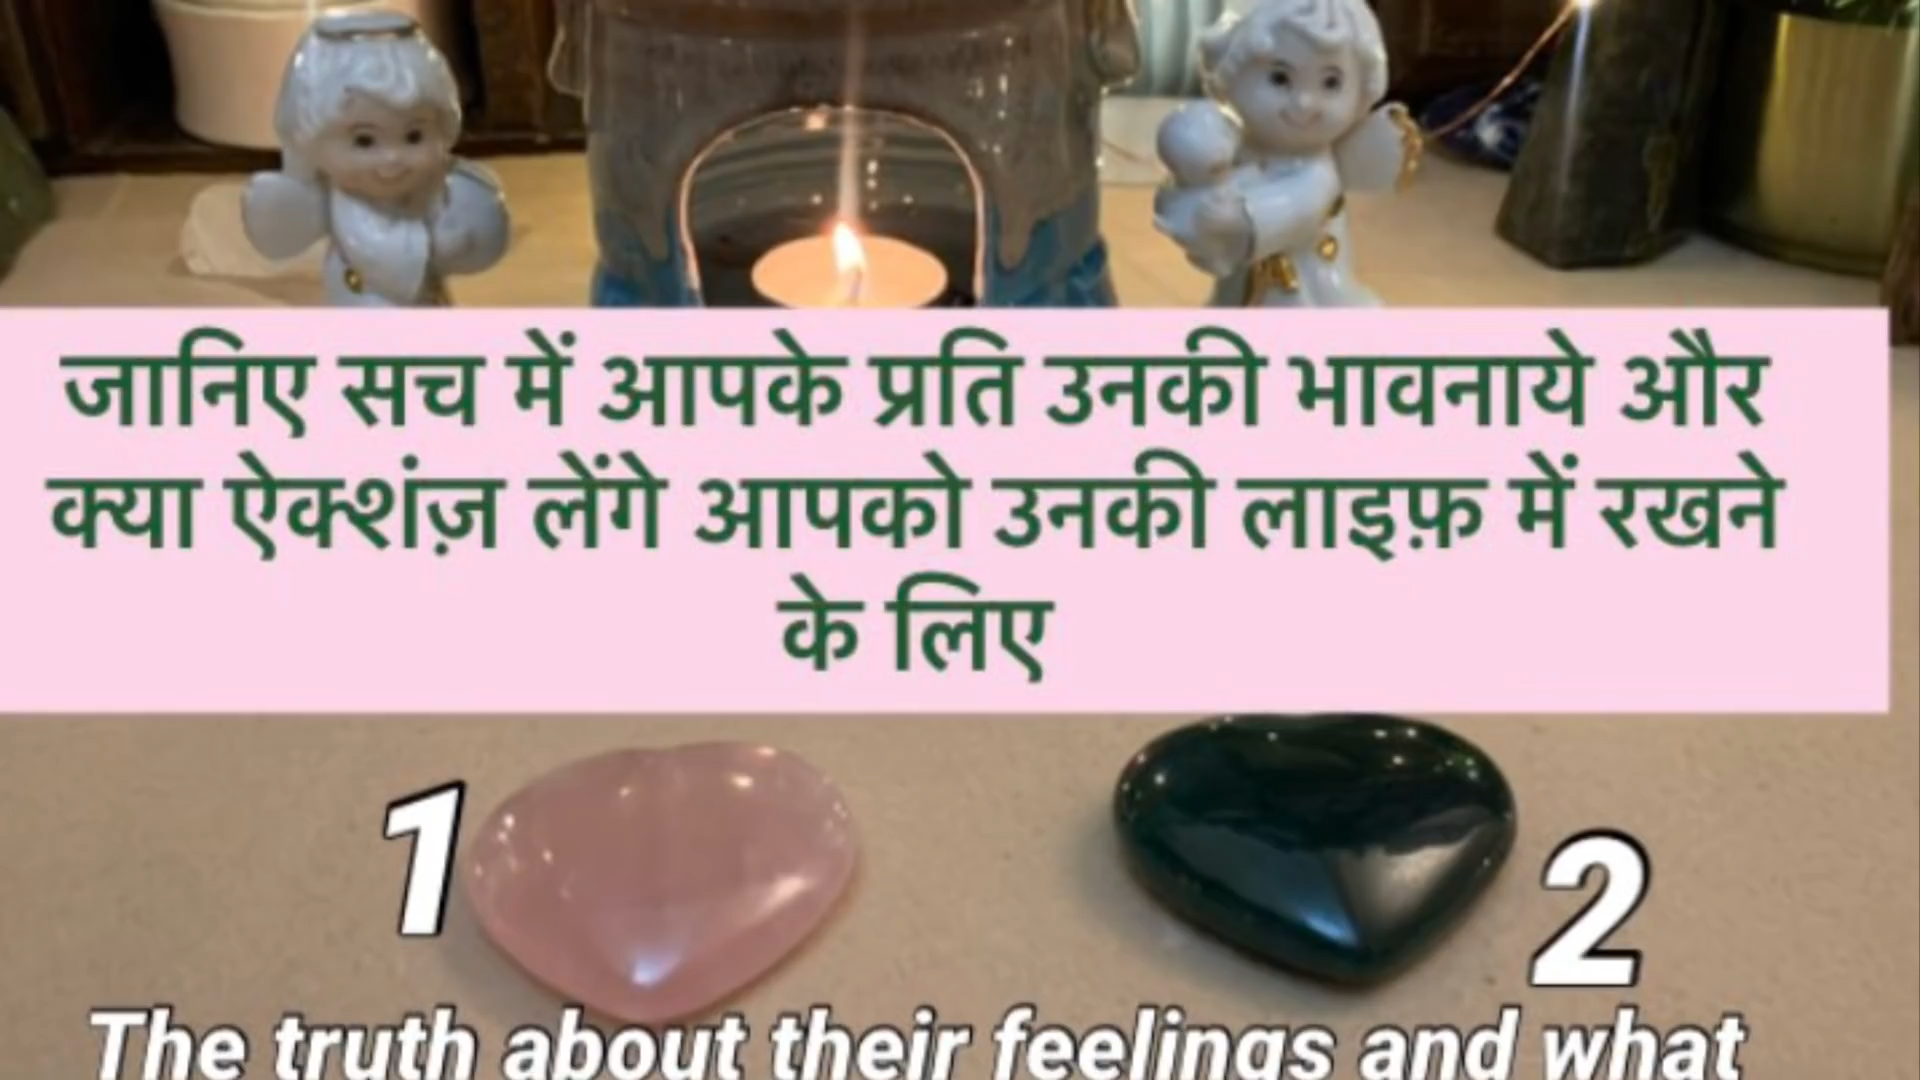 जानिए सच में आपके प्रति उनकी भावनाये और
क्या ऐक्शंज़ लेंगे आपको उनकी लाइफ़ में रखने
के लिए
1
2
The truth about their feelings and what